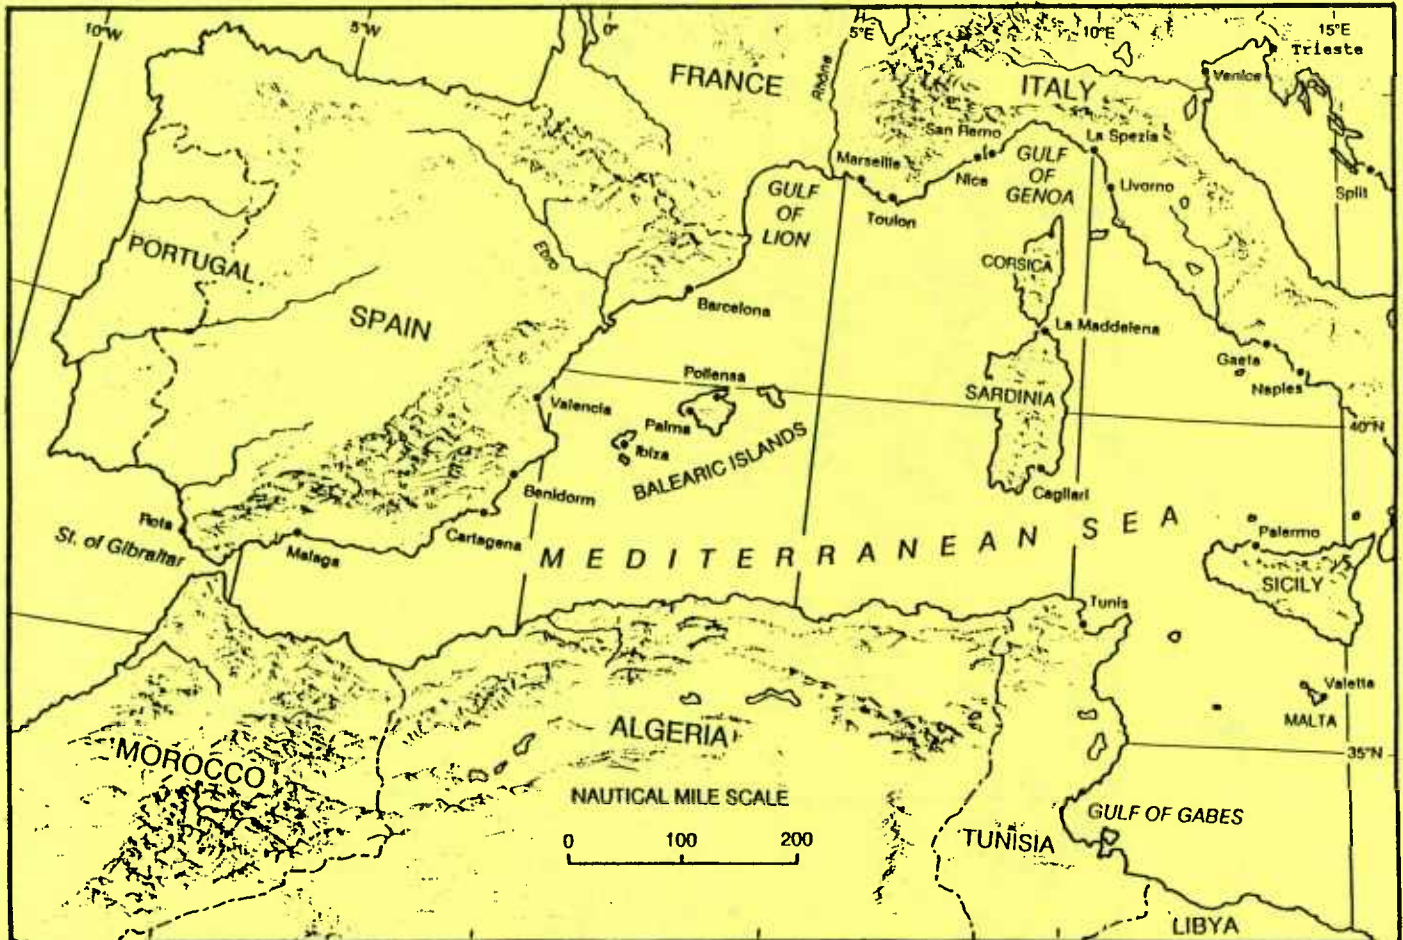 10°W
5°W
0°
5°E
10°E
15°E
Trieste
FRANCE
Rhône
ITALY
Venice
San Remo
La Spezia
Marseille
Nice
GULF
OF
GENOA
Livorno
Split
Toulon
GULF
OF
LION
PORTUGAL
Ebro
CORSICA
Barcelona
SPAIN
La Maddelena
Gaeta
Naples
Pollensa
Valencia
Palma
SARDINIA
40°N
Ibiza
BALEARIC ISLANDS
Benidorm
Cagliari
Rota
St. of Gibraltar
Malaga
Cartagena
MEDITERRANEAN SEA
Palermo
SICILY
Tunis
Valetta
MALTA
ALGERIA
MOROCCO
35°N
NAUTICAL MILE SCALE
0 100 200
GULF OF GABES
TUNISIA
LIBYA